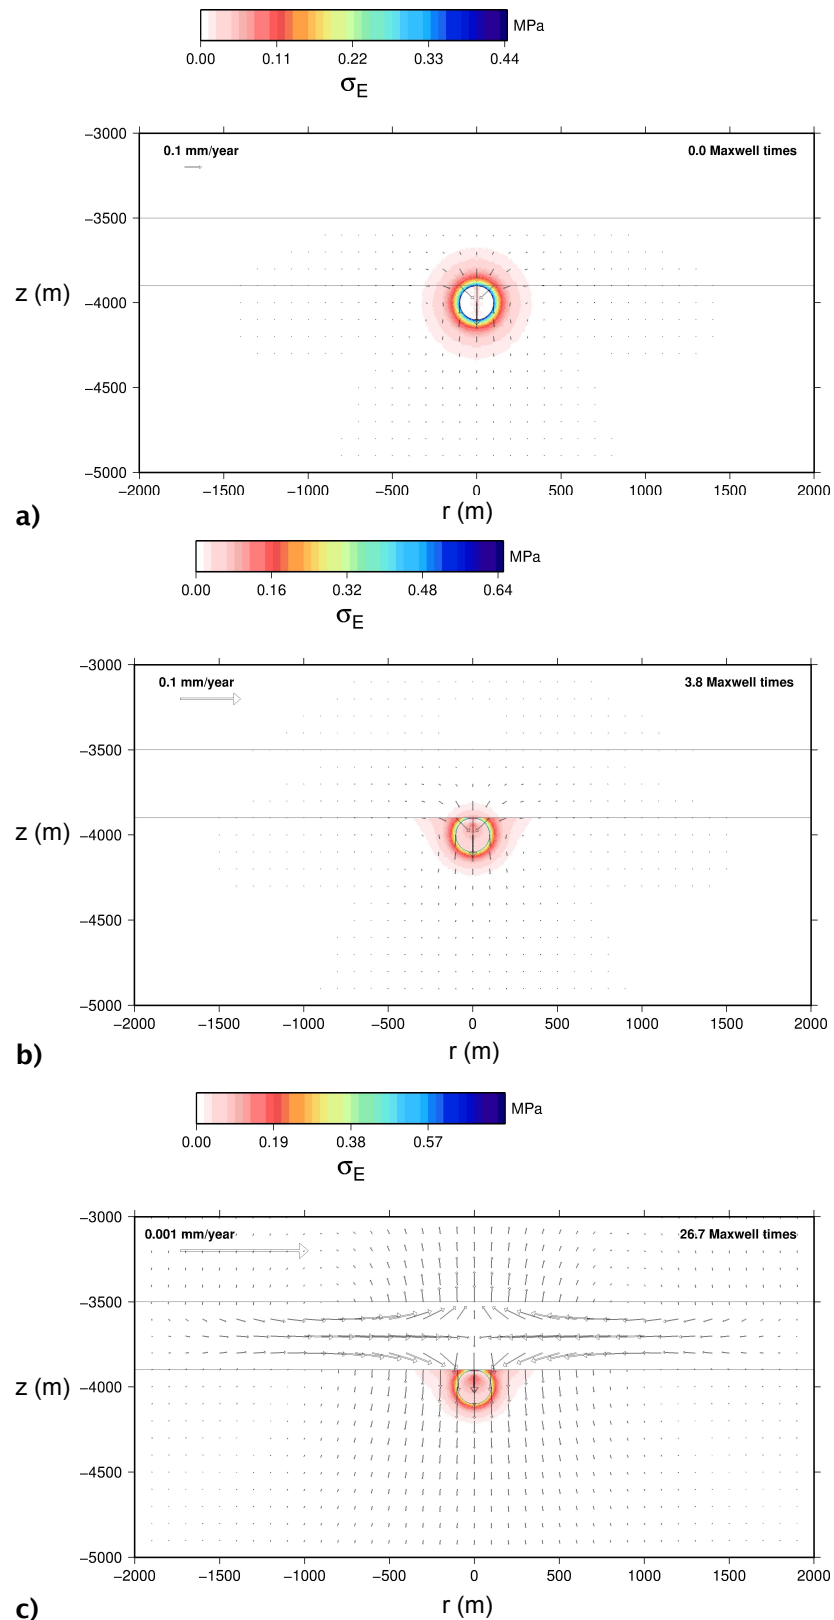 MPa
0.00 0.11 0.22 0.33 0.44
σE
−3000
0.1 mm/year 0.0 Maxwell times
−3500
z (m)
−4000
−4500
−5000
−2000 −1500 −1000 −500 0 500 1000 1500 2000
a) r (m)
MPa
0.00 0.16 0.32 0.48 0.64
σE
−3000
0.1 mm/year 3.8 Maxwell times
−3500
z (m)
−4000
−4500
−5000
−2000 −1500 −1000 −500 0 500 1000 1500 2000
b) r (m)
MPa
0.00 0.19 0.38 0.57
σE
−3000
0.001 mm/year 26.7 Maxwell times
−3500
z (m)
−4000
−4500
−5000
−2000 −1500 −1000 −500 0 500 1000 1500 2000
c) r (m)